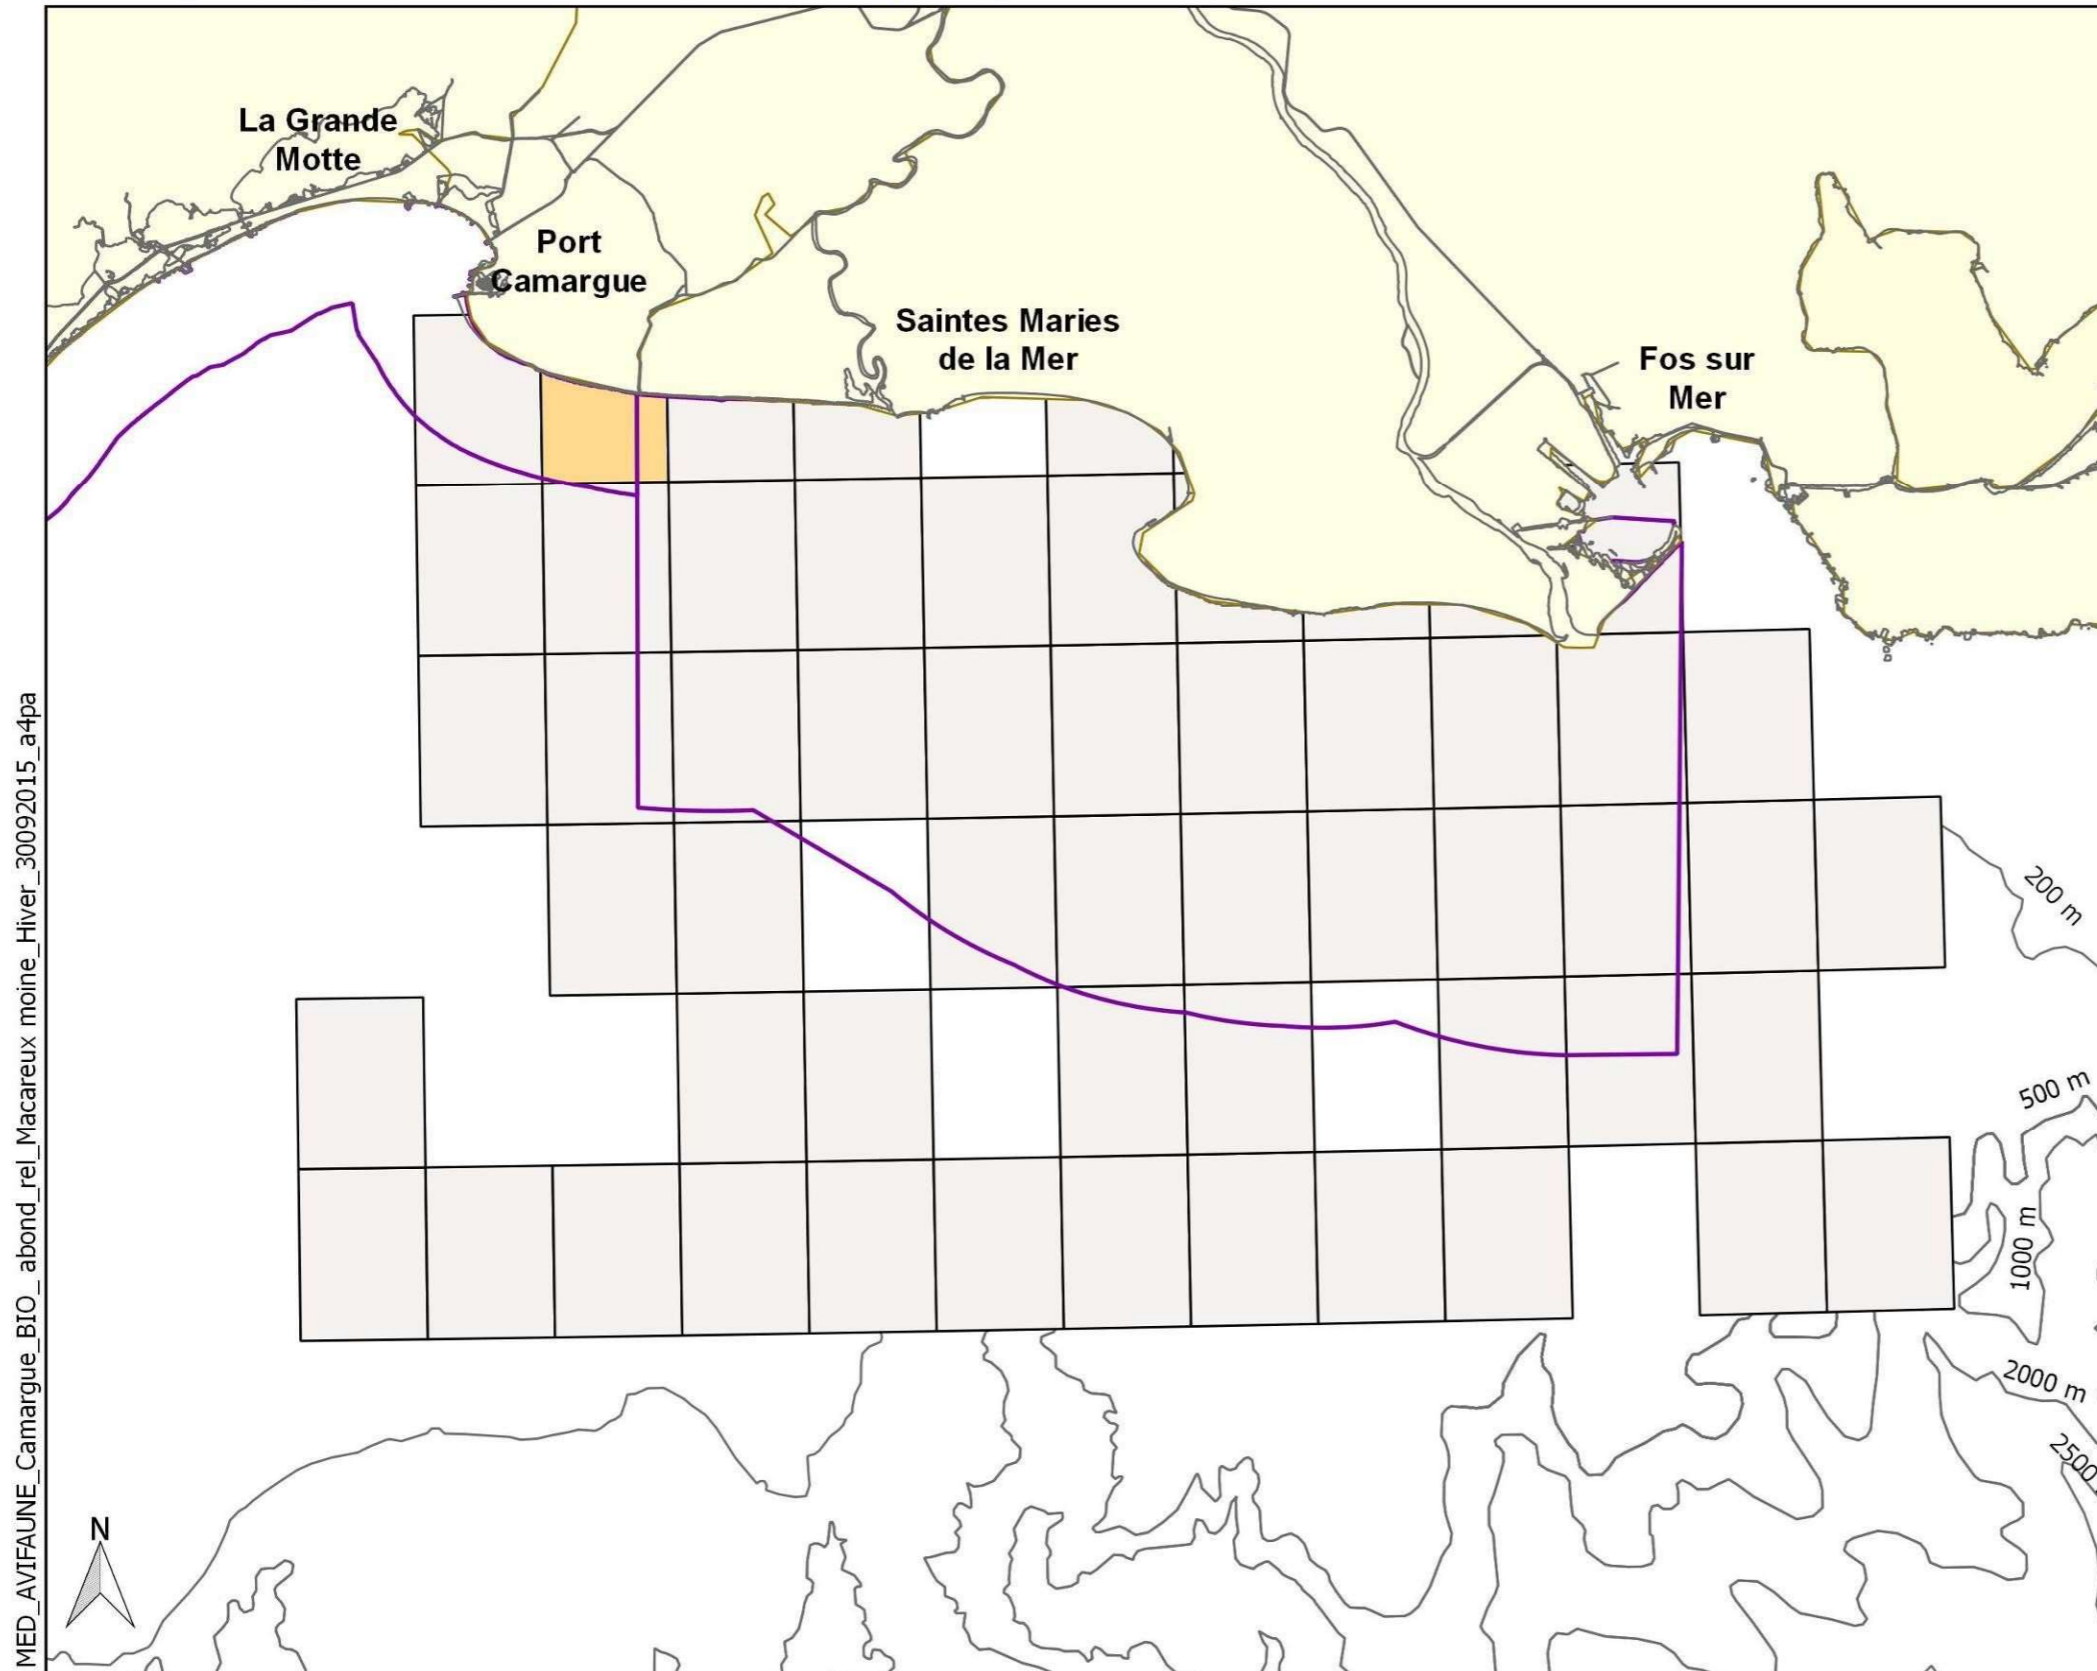 La Grande
Motte
Port
Camargue
Saintes Maries
de la Mer
Fos sur
Mer
200 m
500 m
1000 m
2000 m
2500
N
MED_AVIFAUNE_Camargue_BIO_ abond_rel_Macareux moine_Hiver_30092015_a4pa